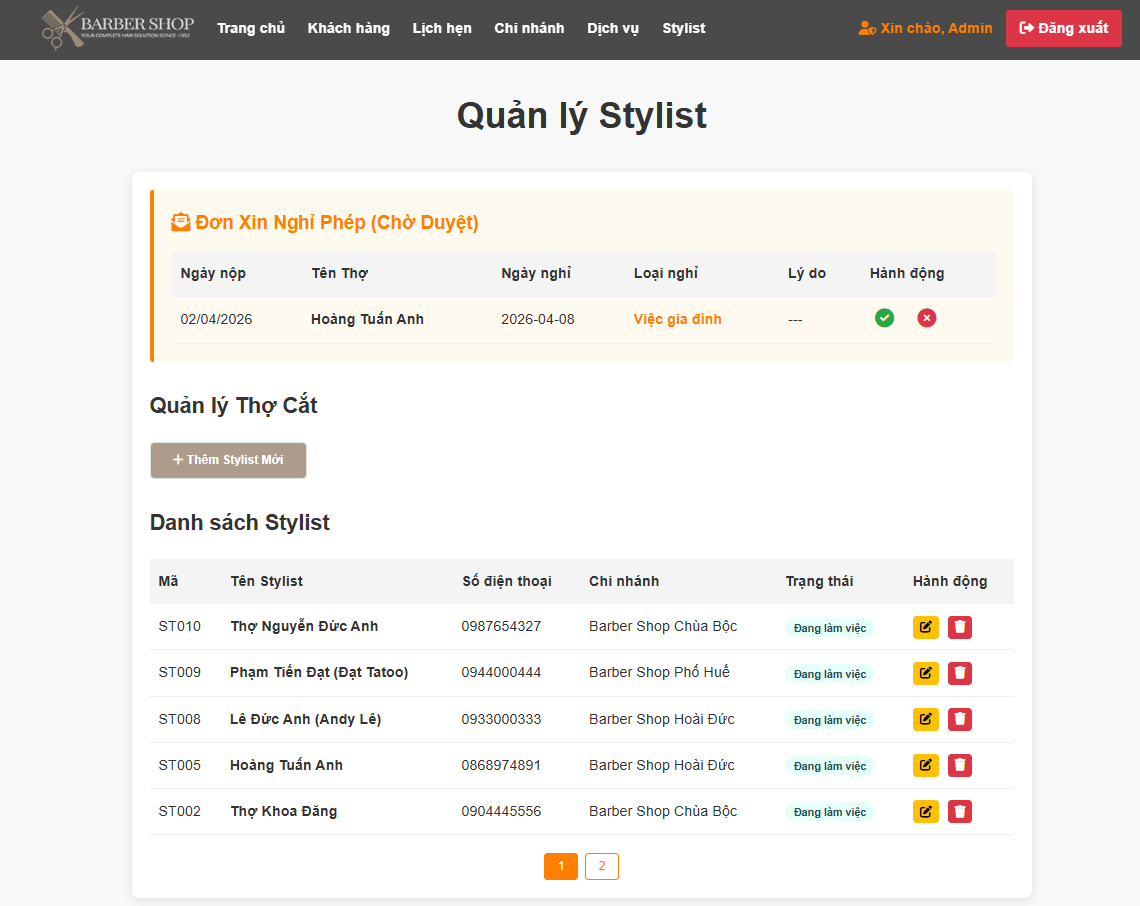 BARBER SHOP
YOUR COMPLETE HAIR SOLUTION SCINCE -1952
Trang chủ Khách hàng Lịch hẹn Chi nhánh Dịch vụ Stylist Xin chào, Admin Đăng xuất
Quản lý Stylist
Đơn Xin Nghỉ Phép (Chờ Duyệt)
Ngày nộp Tên Thợ Ngày nghỉ Loại nghỉ Lý do Hành động
02/04/2026 Hoàng Tuấn Anh 2026-04-08 Việc gia đình ---
Quản lý Thợ Cắt
+ Thêm Stylist Mới
Danh sách Stylist
Mã Tên Stylist Số điện thoại Chi nhánh Trạng thái Hành động
ST010 Thợ Nguyễn Đức Anh 0987654327 Barber Shop Chùa Bộc Đang làm việc
ST009 Phạm Tiến Đạt (Đạt Tatoo) 0944000444 Barber Shop Phố Huế Đang làm việc
ST008 Lê Đức Anh (Andy Lê) 0933000333 Barber Shop Hoài Đức Đang làm việc
ST005 Hoàng Tuấn Anh 0868974891 Barber Shop Hoài Đức Đang làm việc
ST002 Thợ Khoa Đăng 0904445556 Barber Shop Chùa Bộc Đang làm việc
1 2